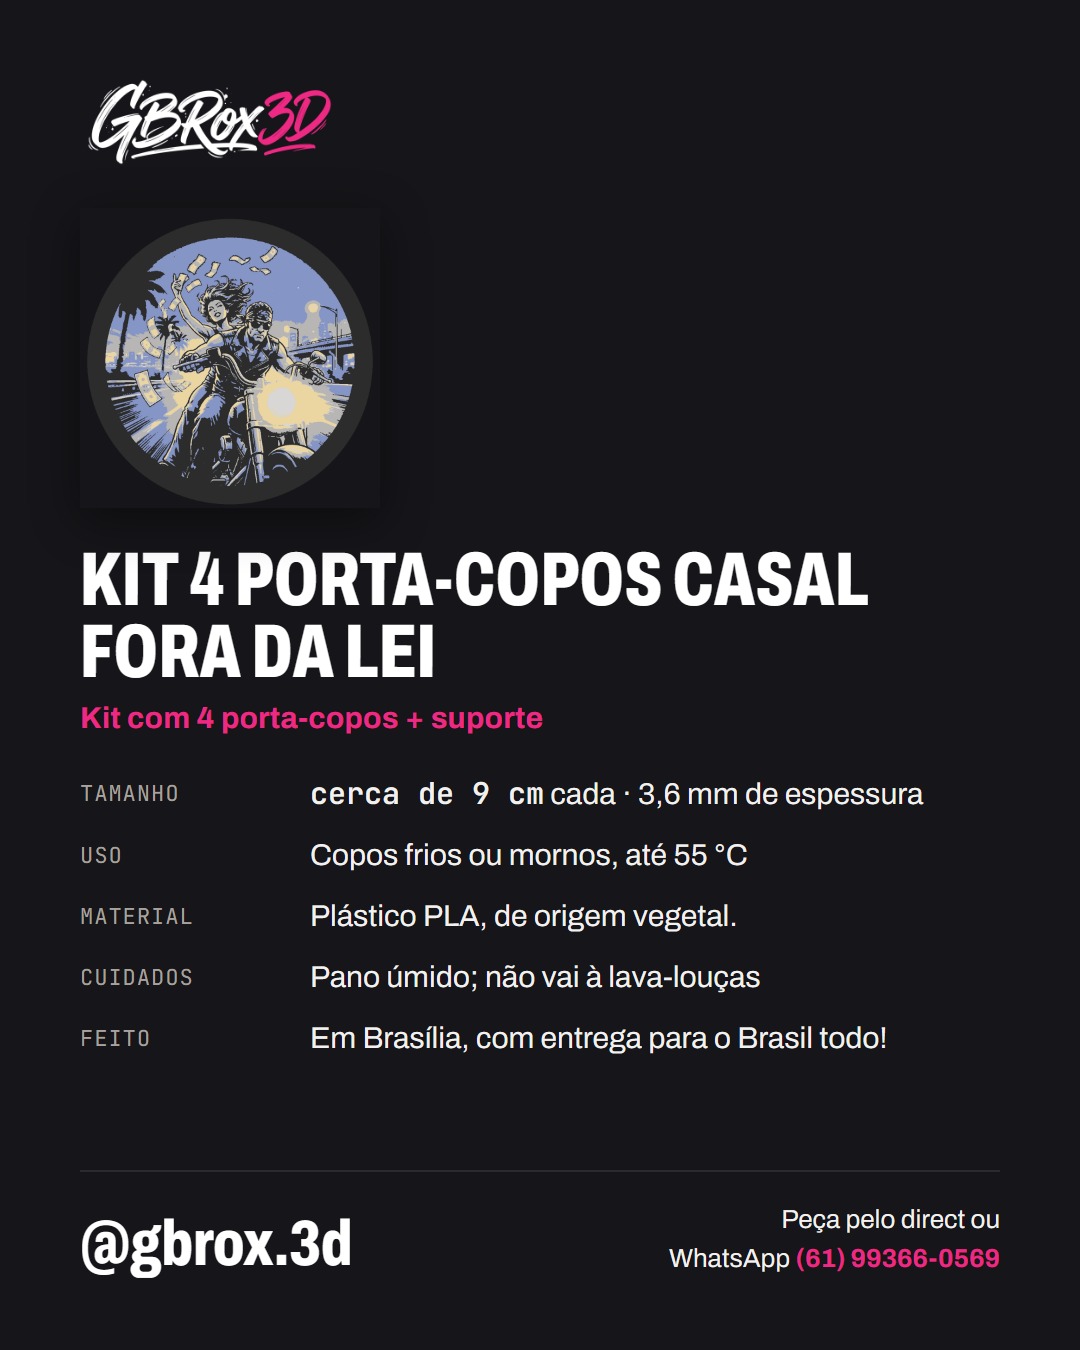 GBRox3D
KIT 4 PORTA-COPOS CASAL
FORA DA LEI
Kit com 4 porta-copos + suporte
TAMANHO cerca de 9 cm cada · 3,6 mm de espessura
USO Copos frios ou mornos, até 55 °C
MATERIAL Plástico PLA, de origem vegetal.
CUIDADOS Pano úmido; não vai à lava-louças
FEITO Em Brasília, com entrega para o Brasil todo!
@gbrox.3d
Peça pelo direct ou
WhatsApp (61) 99366-0569